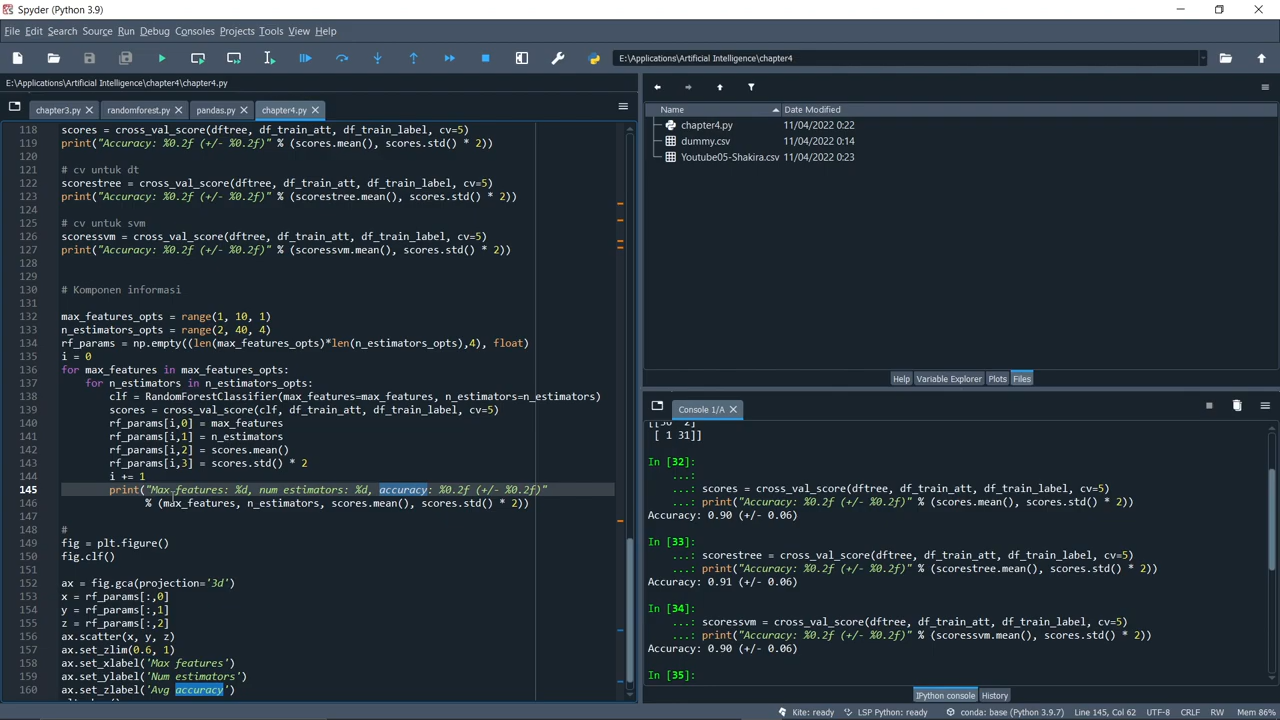 Spyder (Python 3.9)
File Edit Search Source Run Debug Consoles Projects Tools View Help
E:\Applications\Artificial Intelligence\chapter4
E:\Applications\Artificial Intelligence\chapter4\chapter4.py
chapter3.py randomforest.py pandas.py chapter4.py
118 scores = cross_val_score(dftree, df_train_att, df_train_label, cv=5)
119 print("Accuracy: %0.2f (+/- %0.2f)" % (scores.mean(), scores.std() * 2))
120
121 # cv untuk dt
122 scorestree = cross_val_score(dftree, df_train_att, df_train_label, cv=5)
123 print("Accuracy: %0.2f (+/- %0.2f)" % (scorestree.mean(), scores.std() * 2))
124
125 # cv untuk svm
126 scoressvm = cross_val_score(dftree, df_train_att, df_train_label, cv=5)
127 print("Accuracy: %0.2f (+/- %0.2f)" % (scoressvm.mean(), scores.std() * 2))
128
129
130 # Komponen informasi
131
132 max_features_opts = range(1, 10, 1)
133 n_estimators_opts = range(2, 40, 4)
134 rf_params = np.empty((len(max_features_opts)*len(n_estimators_opts),4), float)
135 i = 0
136 for max_features in max_features_opts:
137 for n_estimators in n_estimators_opts:
138 clf = RandomForestClassifier(max_features=max_features, n_estimators=n_estimators)
139 scores = cross_val_score(clf, df_train_att, df_train_label, cv=5)
140 rf_params[i,0] = max_features
141 rf_params[i,1] = n_estimators
142 rf_params[i,2] = scores.mean()
143 rf_params[i,3] = scores.std() * 2
144 i += 1
145 print("Max features: %d, num estimators: %d, accuracy: %0.2f (+/- %0.2f)"
146 % (max_features, n_estimators, scores.mean(), scores.std() * 2))
147
148 #
149 fig = plt.figure()
150 fig.clf()
151
152 ax = fig.gca(projection='3d')
153 x = rf_params[:,0]
154 y = rf_params[:,1]
155 z = rf_params[:,2]
156 ax.scatter(x, y, z)
157 ax.set_zlim(0.6, 1)
158 ax.set_xlabel('Max features')
159 ax.set_ylabel('Num estimators')
160 ax.set_zlabel('Avg accuracy')
Name Date Modified
chapter4.py 11/04/2022 0:22
dummy.csv 11/04/2022 0:14
Youtube05-Shakira.csv 11/04/2022 0:23
Help Variable Explorer Plots Files
Console 1/A
[ 1 31]]
In [32]:
...:
...: scores = cross_val_score(dftree, df_train_att, df_train_label, cv=5)
...: print("Accuracy: %0.2f (+/- %0.2f)" % (scores.mean(), scores.std() * 2))
Accuracy: 0.90 (+/- 0.06)
In [33]:
...: scorestree = cross_val_score(dftree, df_train_att, df_train_label, cv=5)
...: print("Accuracy: %0.2f (+/- %0.2f)" % (scorestree.mean(), scores.std() * 2))
Accuracy: 0.91 (+/- 0.06)
In [34]:
...: scoressvm = cross_val_score(dftree, df_train_att, df_train_label, cv=5)
...: print("Accuracy: %0.2f (+/- %0.2f)" % (scoressvm.mean(), scores.std() * 2))
Accuracy: 0.90 (+/- 0.06)
In [35]:
IPython console History
Kite: ready LSP Python: ready conda: base (Python 3.9.7) Line 145, Col 62 UTF-8 CRLF RW Mem 86%